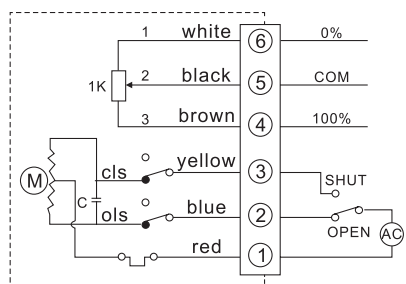 1 white 6 0%
1K 2 black 5 COM
3 brown 4 100%
cls yellow 3 SHUT
M C
ols blue 2 OPEN
red 1 AC